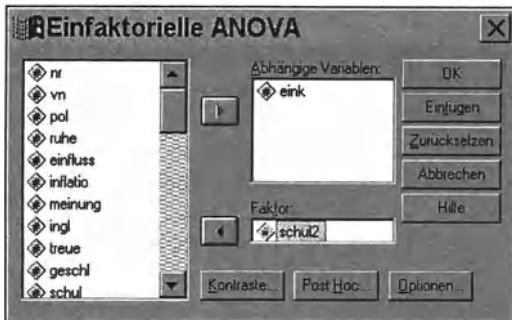 Einfaktorielle ANOVA
nr
vn
pol
ruhe
einfluss
inflatio
meinung
ingl
treue
geschl
schul
Abhängige Variablen:
eink
Faktor:
schul2
OK
Einfügen
Zurücksetzen
Abbrechen
Hilfe
Kontraste...
Post Hoc...
Optionen...